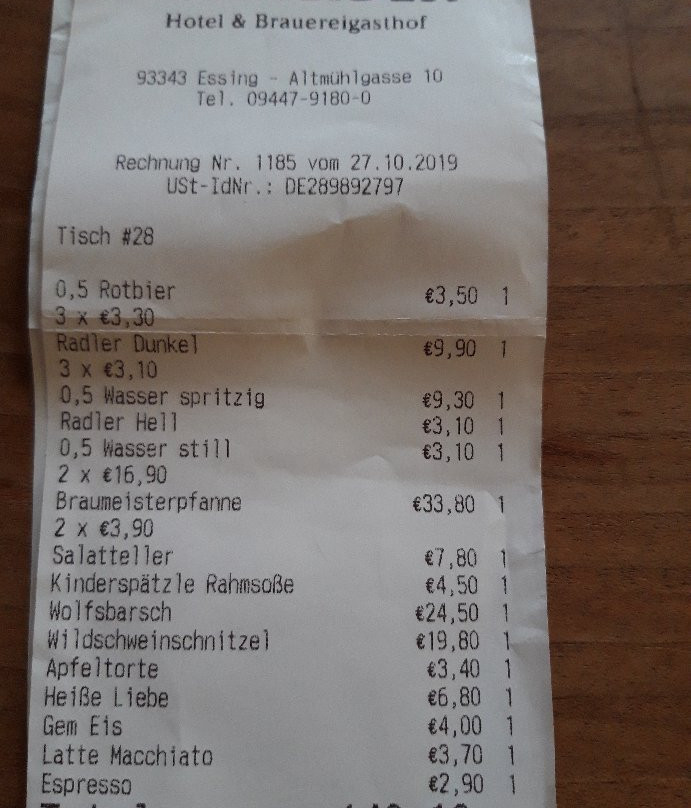 Hotel & Brauereigasthof
93343 Essing - Altmühlgasse 10
Tel. 09447-9180-0
Rechnung Nr. 1185 vom 27.10.2019
USt-IdNr.: DE289892797
Tisch #28
0,5 Rotbier €3,50 1
3 x €3,30
Radler Dunkel €9,90 1
3 x €3,10
0,5 Wasser spritzig €9,30 1
Radler Hell €3,10 1
0,5 Wasser still €3,10 1
2 x €16,90
Braumeisterpfanne €33,80 1
2 x €3,90
Salatteller €7,80 1
Kinderspätzle Rahmsoße €4,50 1
Wolfsbarsch €24,50 1
Wildschweinschnitzel €19,80 1
Apfeltorte €3,40 1
Heiße Liebe €6,80 1
Gem Eis €4,00 1
Latte Macchiato €3,70 1
Espresso €2,90 1